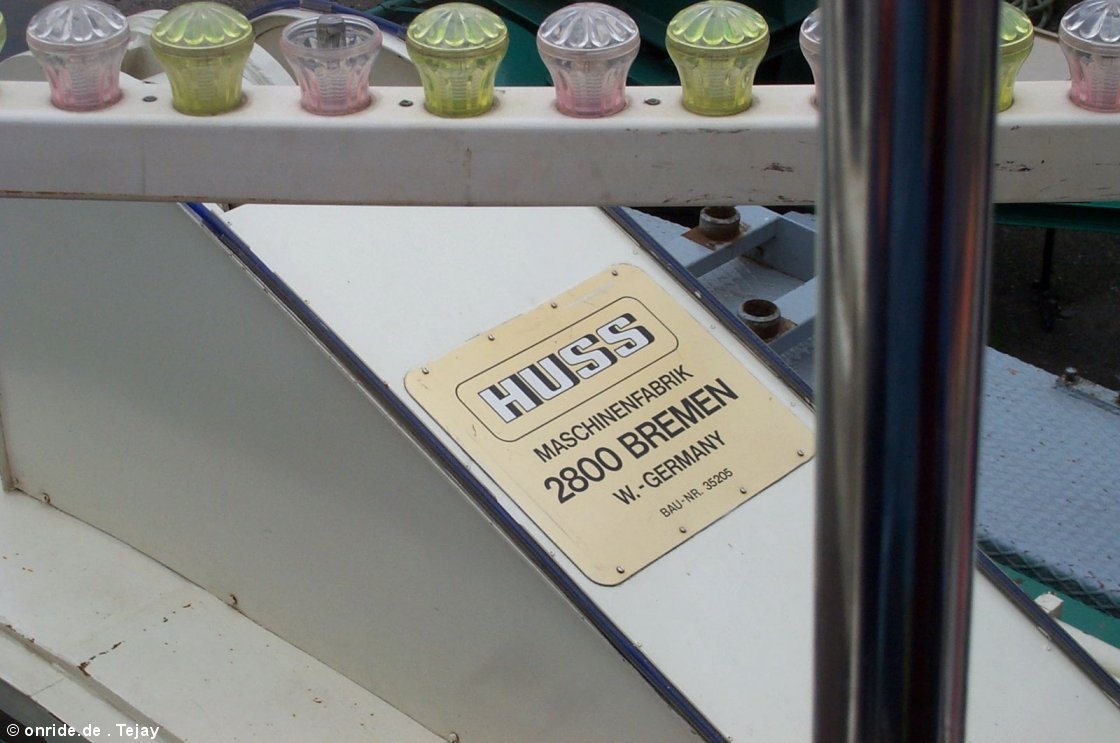 HUSS
MASCHINENFABRIK
2800 BREMEN
W.-GERMANY
BAU-NR. 35205
© onride.de . Tejay